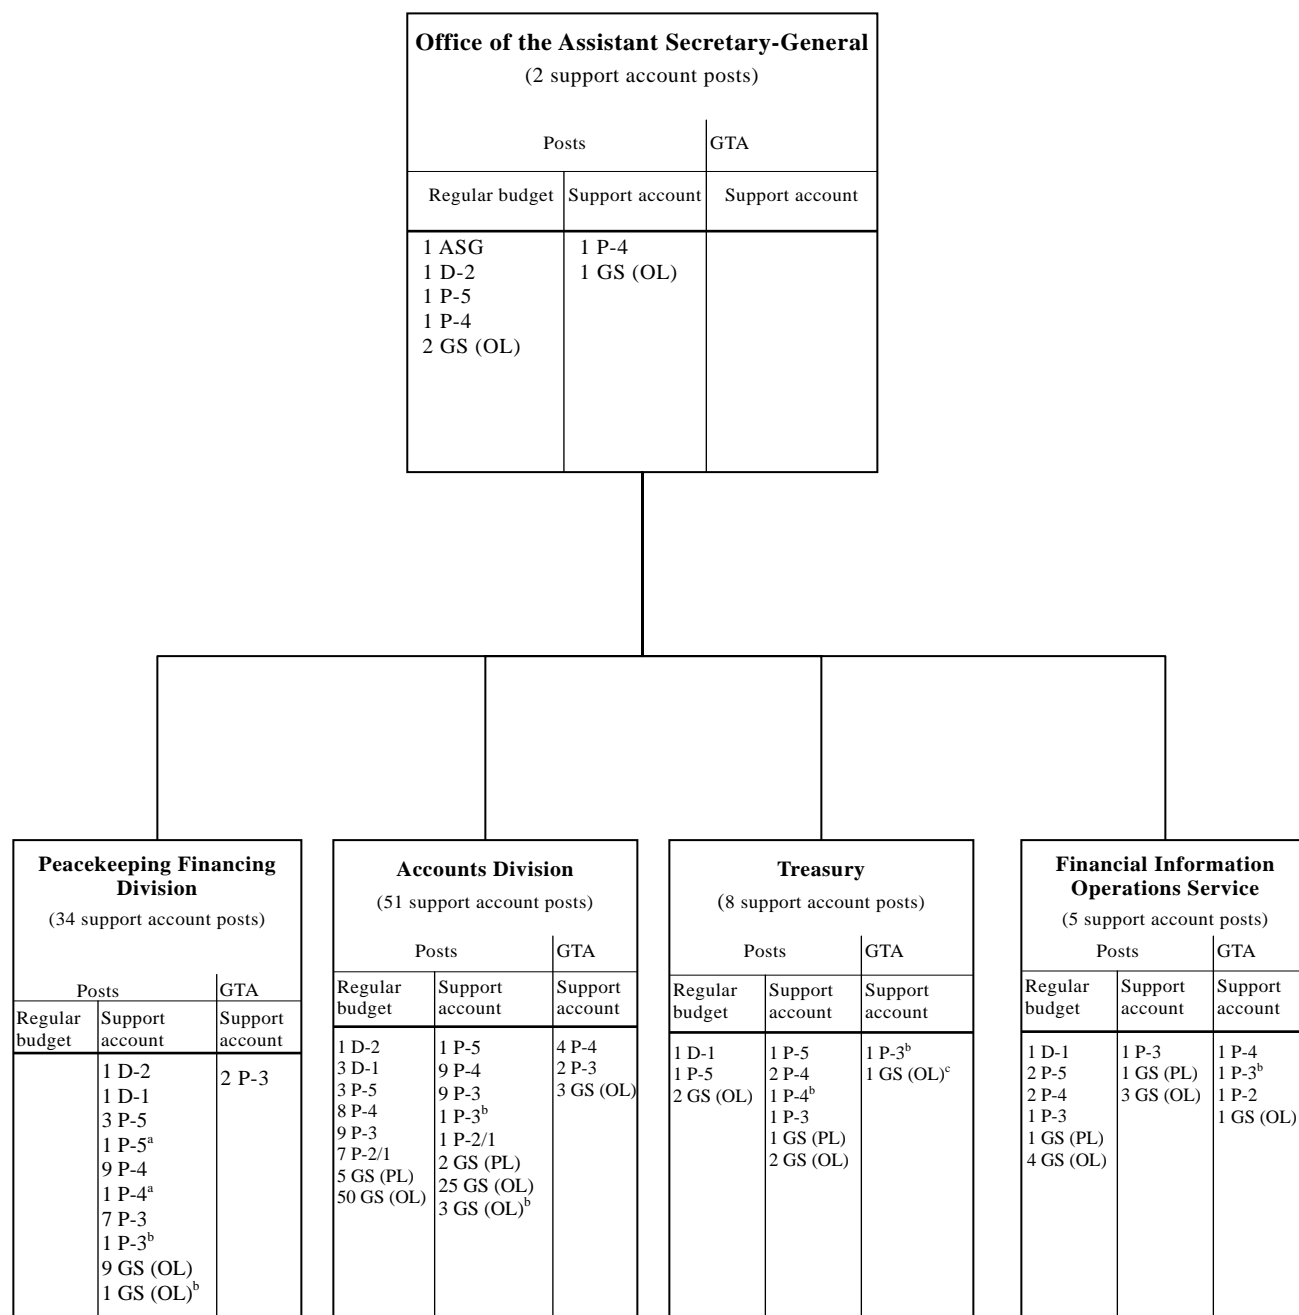 Office of the Assistant Secretary-General
(2 support account posts)
Posts
GTA
Regular budget
Support account
Support account
1 ASG
1 D-2
1 P-5
1 P-4
2 GS (OL)
1 P-4
1 GS (OL)
Peacekeeping Financing
Division
(34 support account posts)
Posts
GTA
Regular
budget
Support
account
Support
account
1 D-2
1 D-1
3 P-5
1 P-5a
9 P-4
1 P-4a
7 P-3
1 P-3b
9 GS (OL)
1 GS (OL)b
2 P-3
Accounts Division
(51 support account posts)
Posts
GTA
Regular
budget
Support
account
Support
account
1 D-2
3 D-1
3 P-5
8 P-4
9 P-3
7 P-2/1
5 GS (PL)
50 GS (OL)
1 P-5
9 P-4
9 P-3
1 P-3b
1 P-2/1
2 GS (PL)
25 GS (OL)
3 GS (OL)b
4 P-4
2 P-3
3 GS (OL)
Treasury
(8 support account posts)
Posts
GTA
Regular
budget
Support
account
Support
account
1 D-1
1 P-5
2 GS (OL)
1 P-5
2 P-4
1 P-4b
1 P-3
1 GS (PL)
2 GS (OL)
1 P-3b
1 GS (OL)c
Financial Information
Operations Service
(5 support account posts)
Posts
GTA
Regular
budget
Support
account
Support
account
1 D-1
2 P-5
2 P-4
1 P-3
1 GS (PL)
4 GS (OL)
1 P-3
1 GS (PL)
3 GS (OL)
1 P-4
1 P-3b
1 P-2
1 GS (OL)